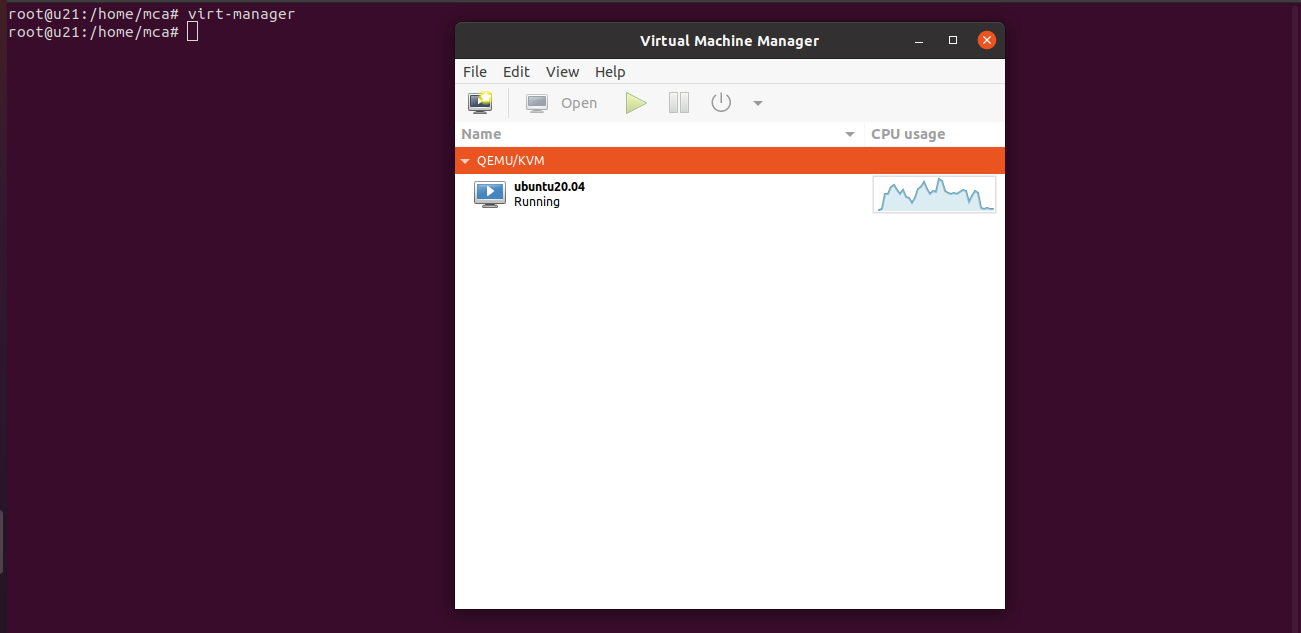 root@u21:/home/mca# virt-manager
root@u21:/home/mca#
Virtual Machine Manager
File Edit View Help
Open
Name CPU usage
QEMU/KVM
ubuntu20.04
Running